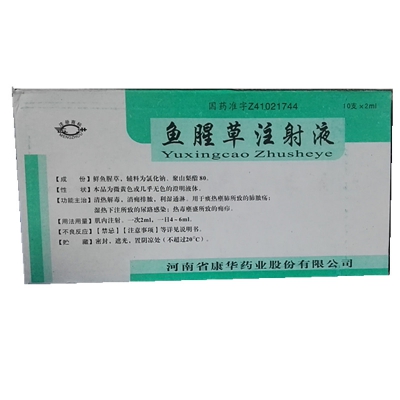 国药准字Z41021744
10支×2ml
鱼腥草注射液
Yuxingcao Zhusheye
【成 份】鲜鱼腥草，辅料为氯化钠、聚山梨酯80。
【性 状】本品为微黄色或几乎无色的澄明液体。
【功能主治】清热解毒，消痈排脓，利湿通淋。用于痰热壅肺所致的肺脓疡；
湿热下注所致的尿路感染；热毒壅盛所致的痈疖。
【用法用量】肌内注射。一次2ml，一日4~6ml。
【不良反应】【禁忌】【注意事项】等详见说明书。
【贮 藏】密封，遮光，置阴凉处（不超过20℃）。
河南省康华药业股份有限公司